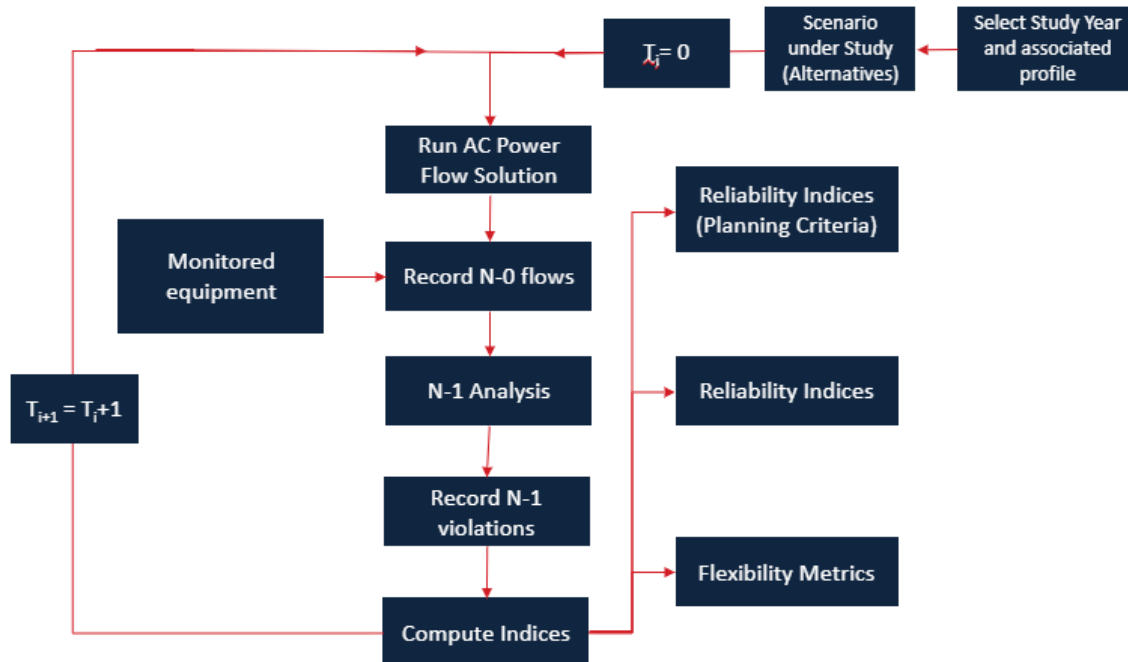 Tᵢ= 0
Scenario
under Study
(Alternatives)
Select Study Year
and associated
profile
Run AC Power
Flow Solution
Reliability Indices
(Planning Criteria)
Monitored
equipment
Record N-0 flows
N-1 Analysis
Reliability Indices
Tᵢ₊₁ = Tᵢ+1
Record N-1
violations
Flexibility Metrics
Compute Indices